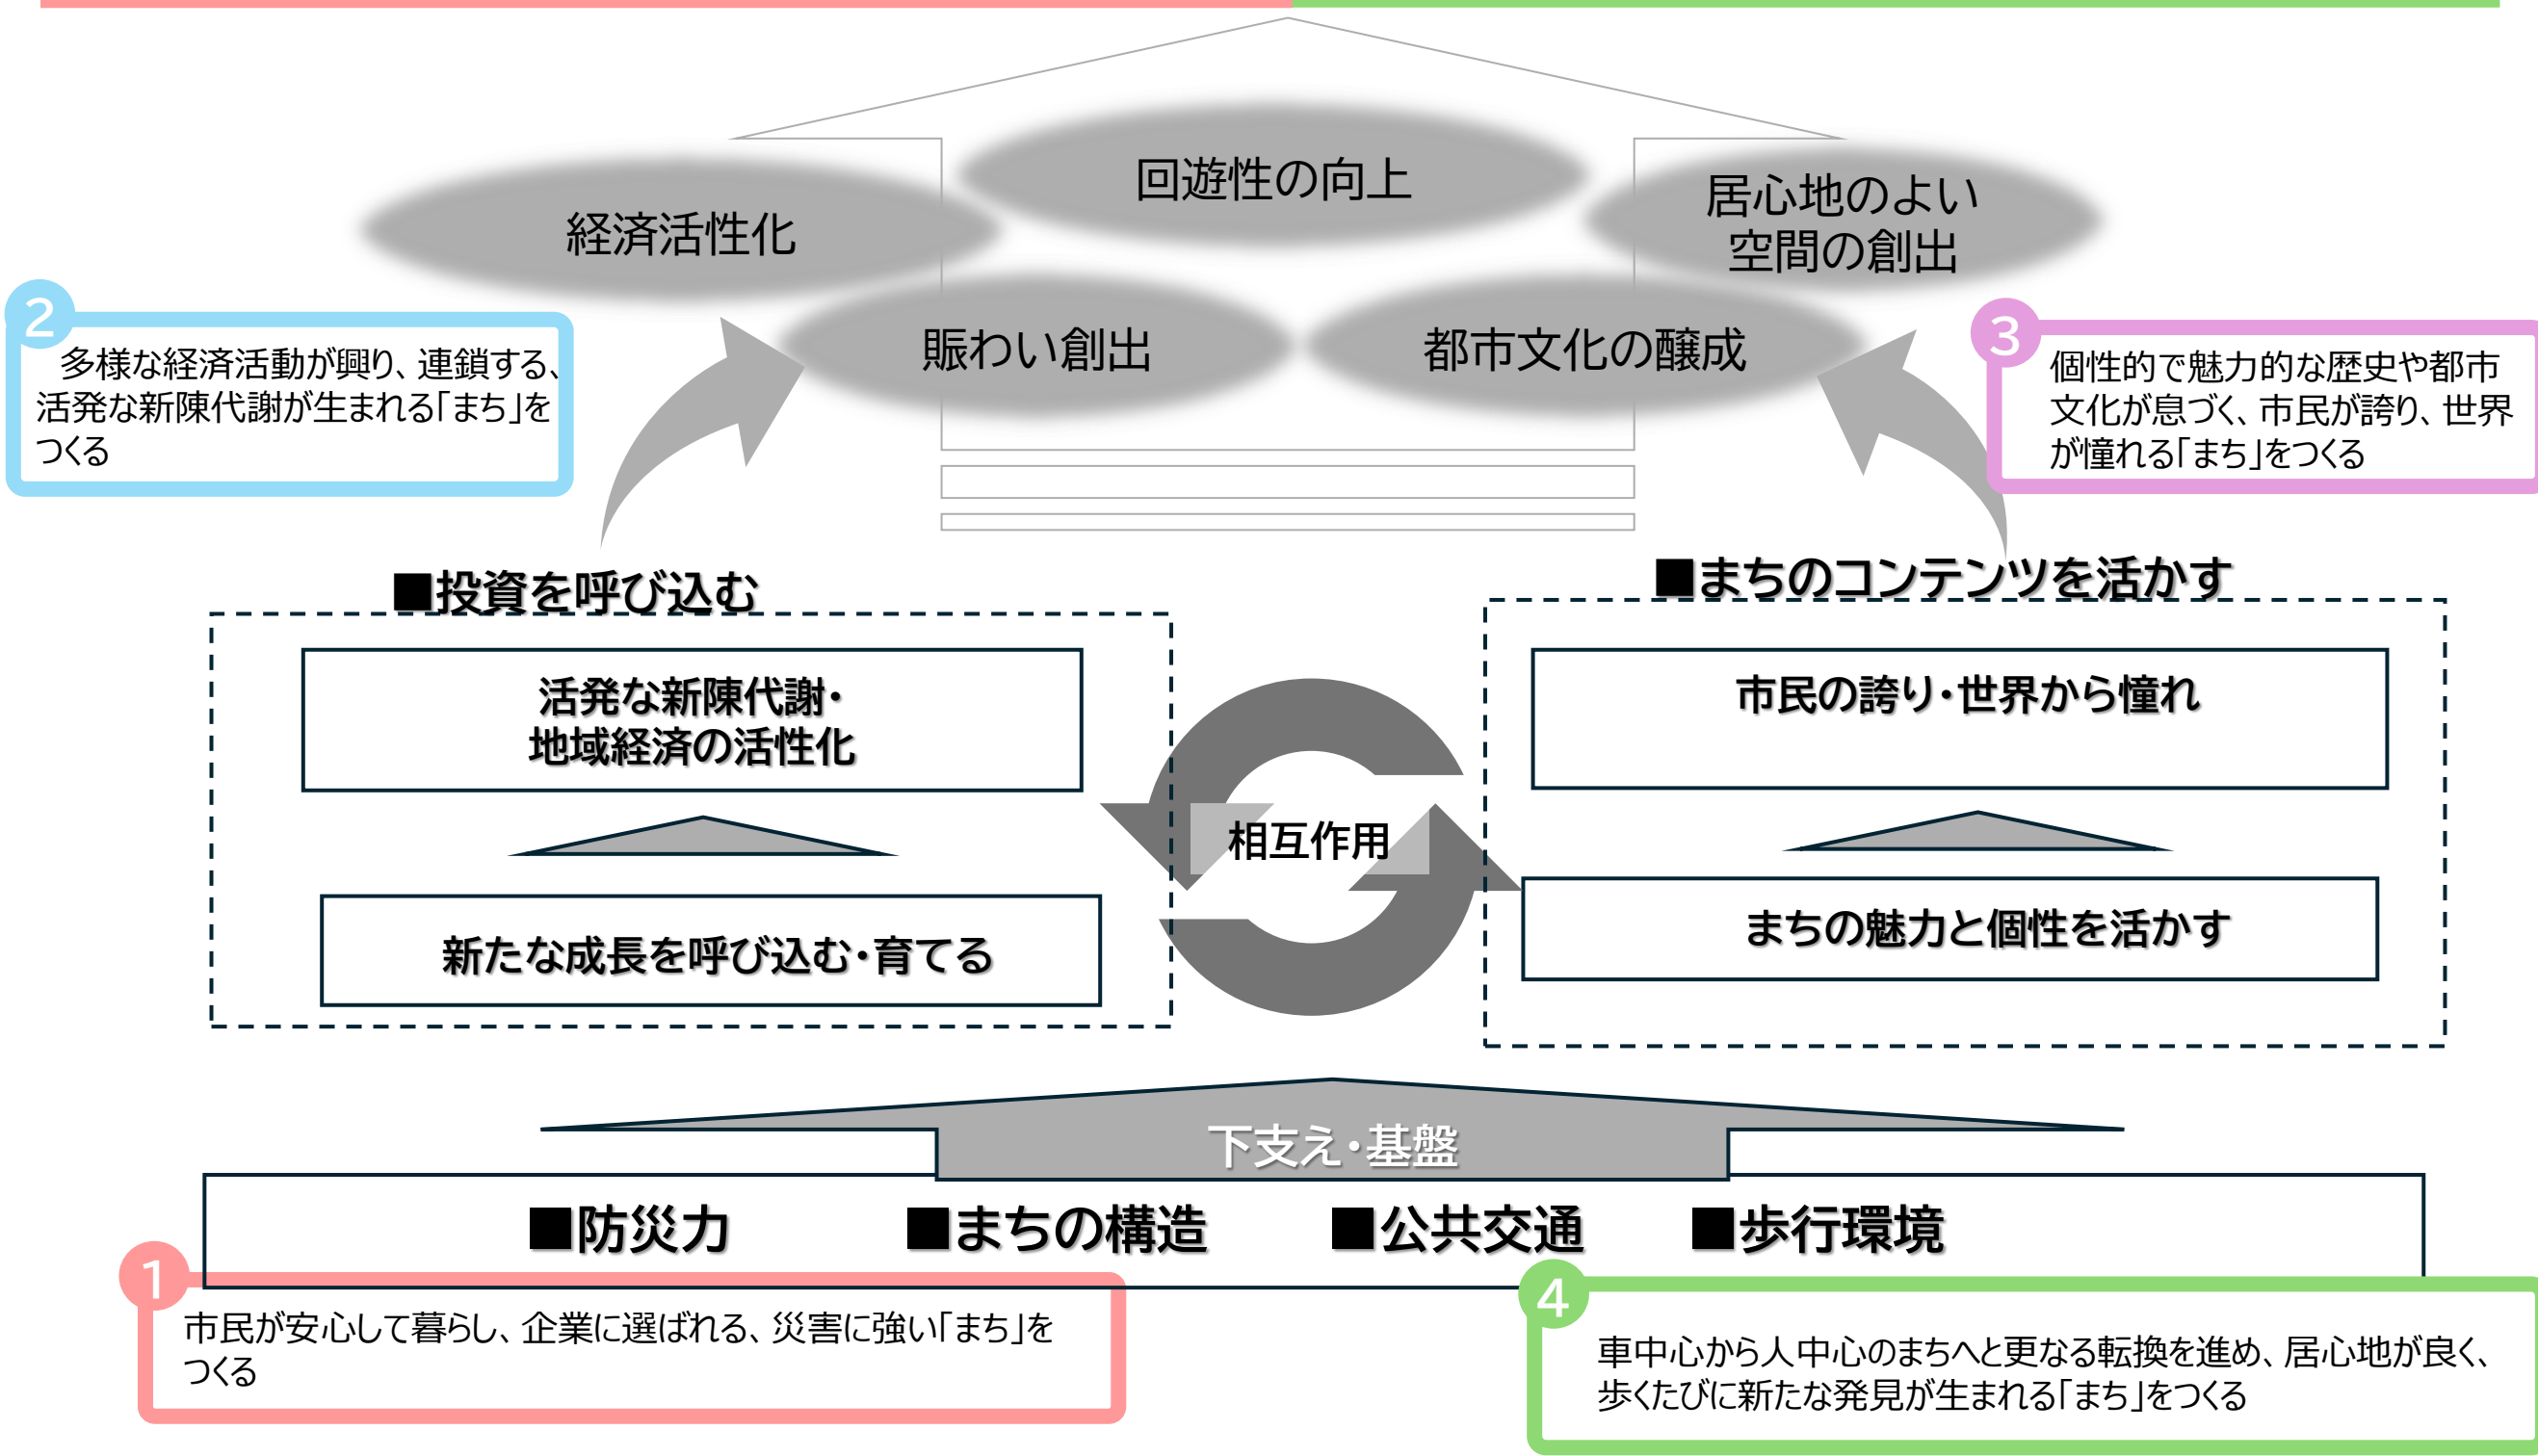 回遊性の向上
経済活性化
居心地のよい
空間の創出
賑わい創出
都市文化の醸成
2
多様な経済活動が興り、連鎖する、
活発な新陳代謝が生まれる「まち」を
つくる
3
個性的で魅力的な歴史や都市
文化が息づく、市民が誇り、世界
が憧れる「まち」をつくる
■投資を呼び込む
活発な新陳代謝・
地域経済の活性化
新たな成長を呼び込む・育てる
相互作用
■まちのコンテンツを活かす
市民の誇り・世界から憧れ
まちの魅力と個性を活かす
下支え・基盤
■防災力 ■まちの構造 ■公共交通 ■歩行環境
1
市民が安心して暮らし、企業に選ばれる、災害に強い「まち」を
つくる
4
車中心から人中心のまちへと更なる転換を進め、居心地が良く、
歩くたびに新たな発見が生まれる「まち」をつくる